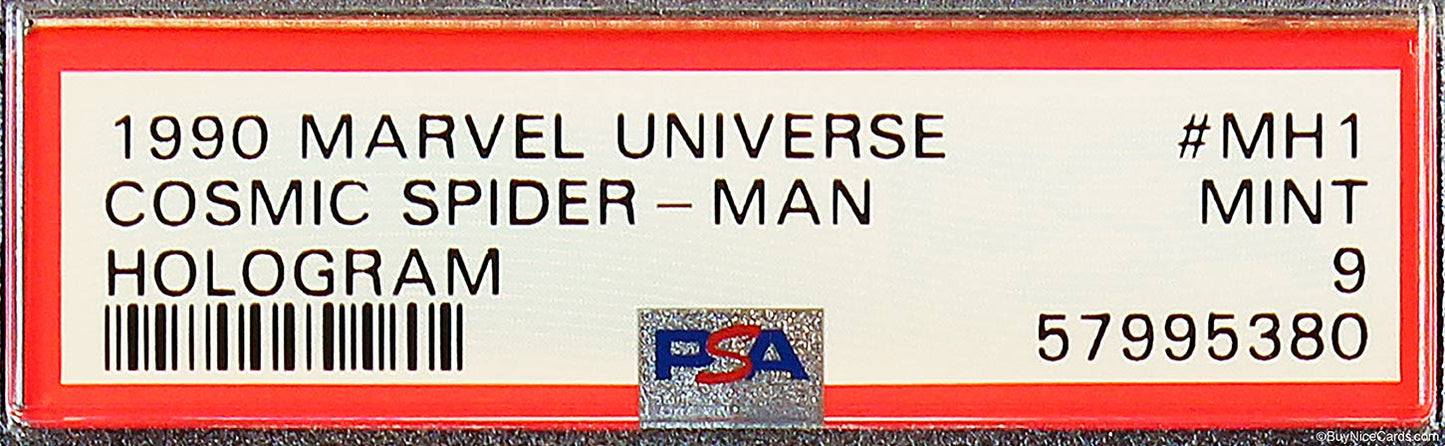 1990 MARVEL UNIVERSE #MH1
COSMIC SPIDER-MAN MINT
HOLOGRAM 9
57995380
PSA
©BuyNiceCards.com